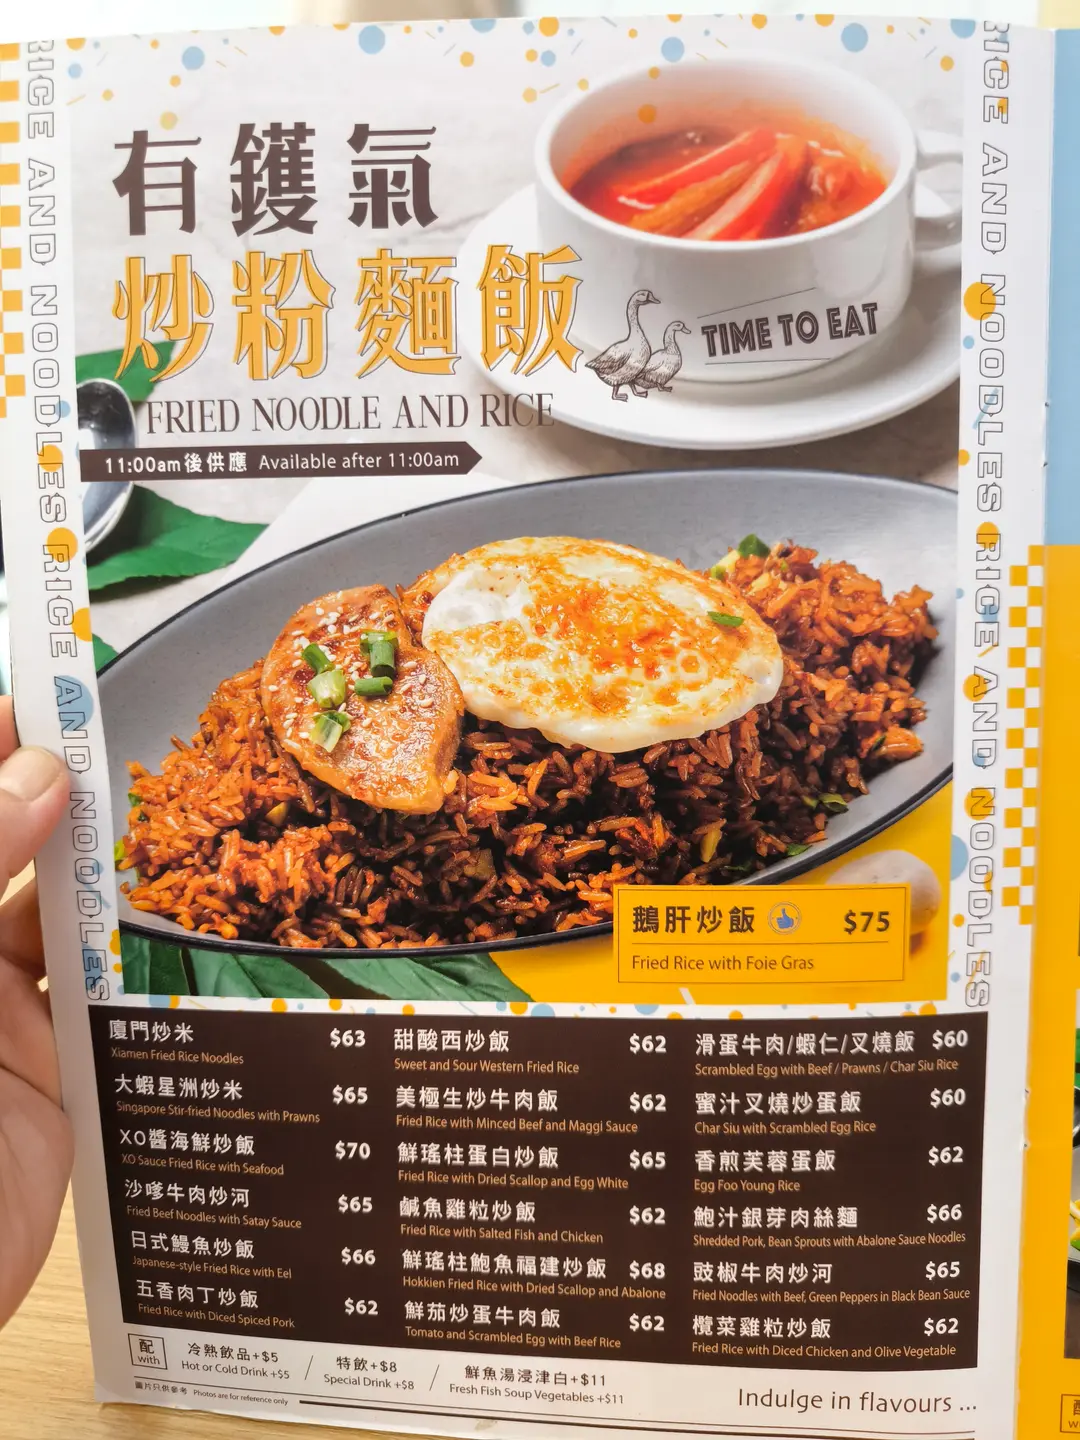 有鑊氣
炒粉麵飯
FRIED NOODLE AND RICE
11:00am後供應 Available after 11:00am
TIME TO EAT
RICE AND NOODLES RICE AND NOODLES
RICE AND NOODLES RICE AND NOODLES
鵝肝炒飯 $75
Fried Rice with Foie Gras
廈門炒米 $63
Xiamen Fried Rice Noodles
大蝦星洲炒米 $65
Singapore Stir-fried Noodles with Prawns
XO醬海鮮炒飯 $70
XO Sauce Fried Rice with Seafood
沙嗲牛肉炒河 $65
Fried Beef Noodles with Satay Sauce
日式鰻魚炒飯 $66
Japanese-style Fried Rice with Eel
五香肉丁炒飯 $62
Fried Rice with Diced Spiced Pork
甜酸西炒飯 $62
Sweet and Sour Western Fried Rice
美極生炒牛肉飯 $62
Fried Rice with Minced Beef and Maggi Sauce
鮮瑤柱蛋白炒飯 $65
Fried Rice with Dried Scallop and Egg White
鹹魚雞粒炒飯 $62
Fried Rice with Salted Fish and Chicken
鮮瑤柱鮑魚福建炒飯 $68
Hokkien Fried Rice with Dried Scallop and Abalone
鮮茄炒蛋牛肉飯 $62
Tomato and Scrambled Egg with Beef Rice
滑蛋牛肉/蝦仁/叉燒飯 $60
Scrambled Egg with Beef / Prawns / Char Siu Rice
蜜汁叉燒炒蛋飯 $60
Char Siu with Scrambled Egg Rice
香煎芙蓉蛋飯 $62
Egg Foo Young Rice
鮑汁銀芽肉絲麵 $66
Shredded Pork, Bean Sprouts with Abalone Sauce Noodles
豉椒牛肉炒河 $65
Fried Noodles with Beef, Green Peppers in Black Bean Sauce
欖菜雞粒炒飯 $62
Fried Rice with Diced Chicken and Olive Vegetable
配
with
冷熱飲品+$5
Hot or Cold Drink +$5
特飲+$8
Special Drink +$8
鮮魚湯浸津白+$11
Fresh Fish Soup Vegetables +$11
圖片只供參考 Photos are for reference only
Indulge in flavours ...